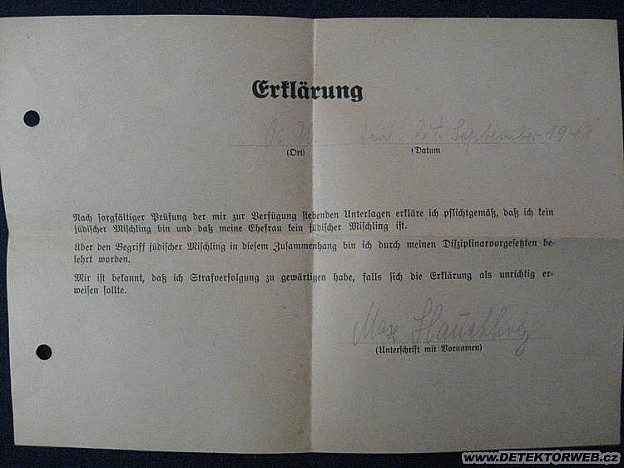 Erklärung
den 24. September 19
(Ort) (Datum
Nach sorgfältiger Prüfung der mir zur Verfügung stehenden Unterlagen erkläre ich pflichtgemäß, daß ich kein
jüdischer Mischling bin und daß meine Ehefrau kein jüdischer Mischling ist.
Über den Begriff jüdischer Mischling in diesem Zusammenhang bin ich durch meinen Disziplinarvorgesetzten be-
lehrt worden.
Mir ist bekannt, daß ich Strafverfolgung zu gewärtigen habe, falls sich die Erklärung als unrichtig er-
weisen sollte.
Max
(Unterschrift mit Vornamen)
www.DETEKTORWEB.cz